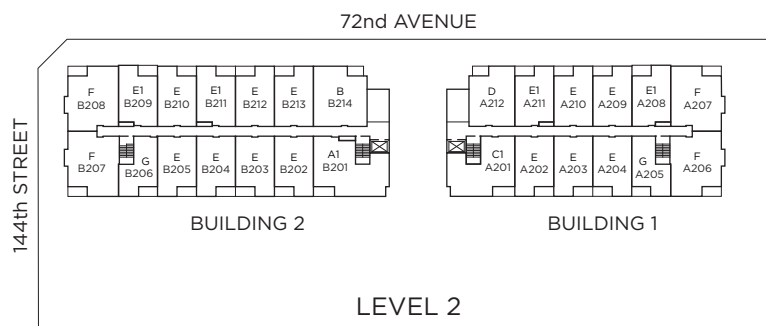 72nd AVENUE
144th STREET
F
B208
E1
B209
E
B210
E1
B211
E
B212
E
B213
B
B214
F
B207
G
B206
E
B205
E
B204
E
B203
E
B202
A1
B201
BUILDING 2
D
A212
E1
A211
E
A210
E
A209
E1
A208
F
A207
C1
A201
E
A202
E
A203
E
A204
G
A205
F
A206
BUILDING 1
LEVEL 2